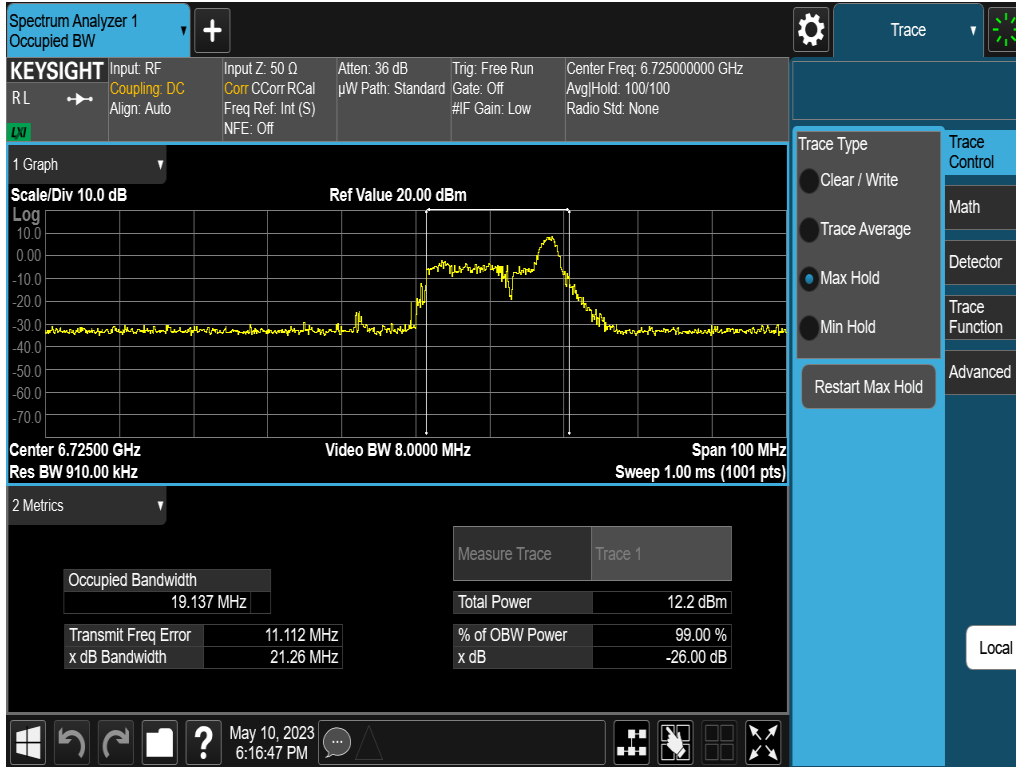 Spectrum Analyzer 1
Occupied BW
+
Trace
KEYSIGHT
R L
LXI
Input: RF
Coupling: DC
Align: Auto
Input Z: 50 Ω
Corr CCorr RCal
Freq Ref: Int (S)
NFE: Off
Atten: 36 dB
µW Path: Standard
Trig: Free Run
Gate: Off
#IF Gain: Low
Center Freq: 6.725000000 GHz
Avg|Hold: 100/100
Radio Std: None
1 Graph
Scale/Div 10.0 dB
Ref Value 20.00 dBm
Log
10.0
0.00
-10.0
-20.0
-30.0
-40.0
-50.0
-60.0
-70.0
Center 6.72500 GHz
Video BW 8.0000 MHz
Span 100 MHz
Res BW 910.00 kHz
Sweep 1.00 ms (1001 pts)
2 Metrics
Measure Trace
Trace 1
Occupied Bandwidth
19.137 MHz
Total Power
12.2 dBm
Transmit Freq Error
11.112 MHz
% of OBW Power
99.00 %
x dB Bandwidth
21.26 MHz
x dB
-26.00 dB
Trace Type
Clear / Write
Trace Average
Max Hold
Min Hold
Restart Max Hold
Trace
Control
Math
Detector
Trace
Function
Advanced
Local
?
May 10, 2023
6:16:47 PM